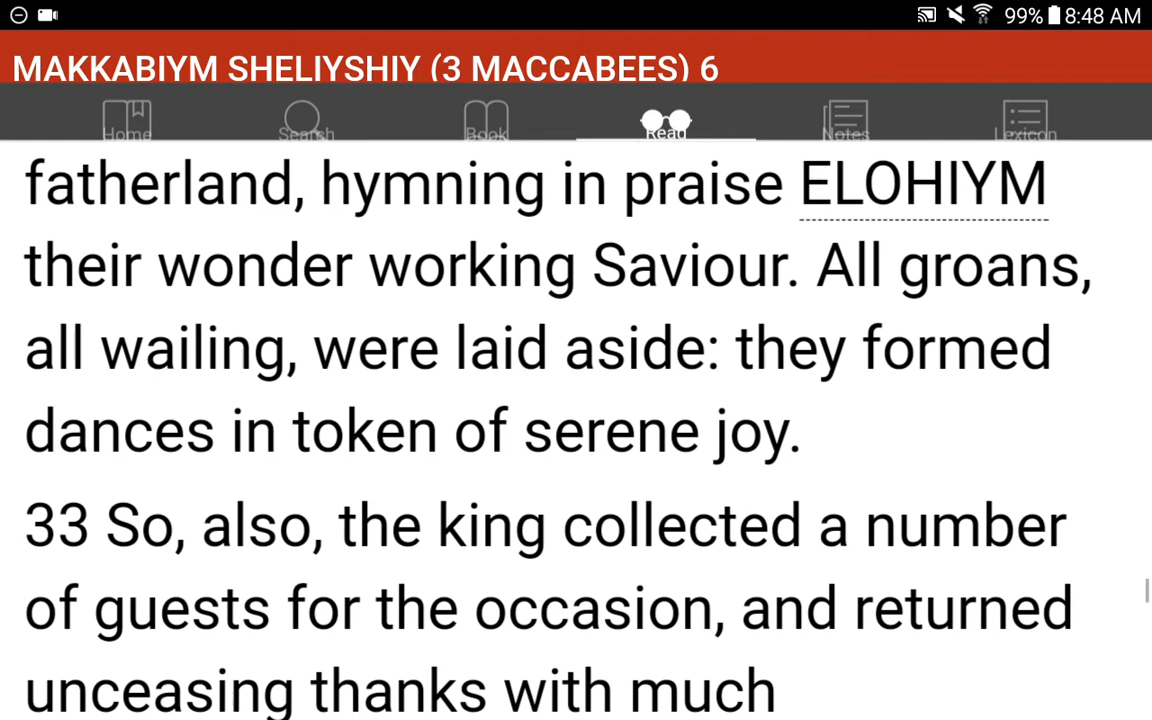 99% 8:48 AM
MAKKABIYM SHELIYSHIY (3 MACCABEES) 6
Home Search Book Read Notes Lexicon
fatherland, hymning in praise ELOHIYM
their wonder working Saviour. All groans,
all wailing, were laid aside: they formed
dances in token of serene joy.
33 So, also, the king collected a number
of guests for the occasion, and returned
unceasing thanks with much